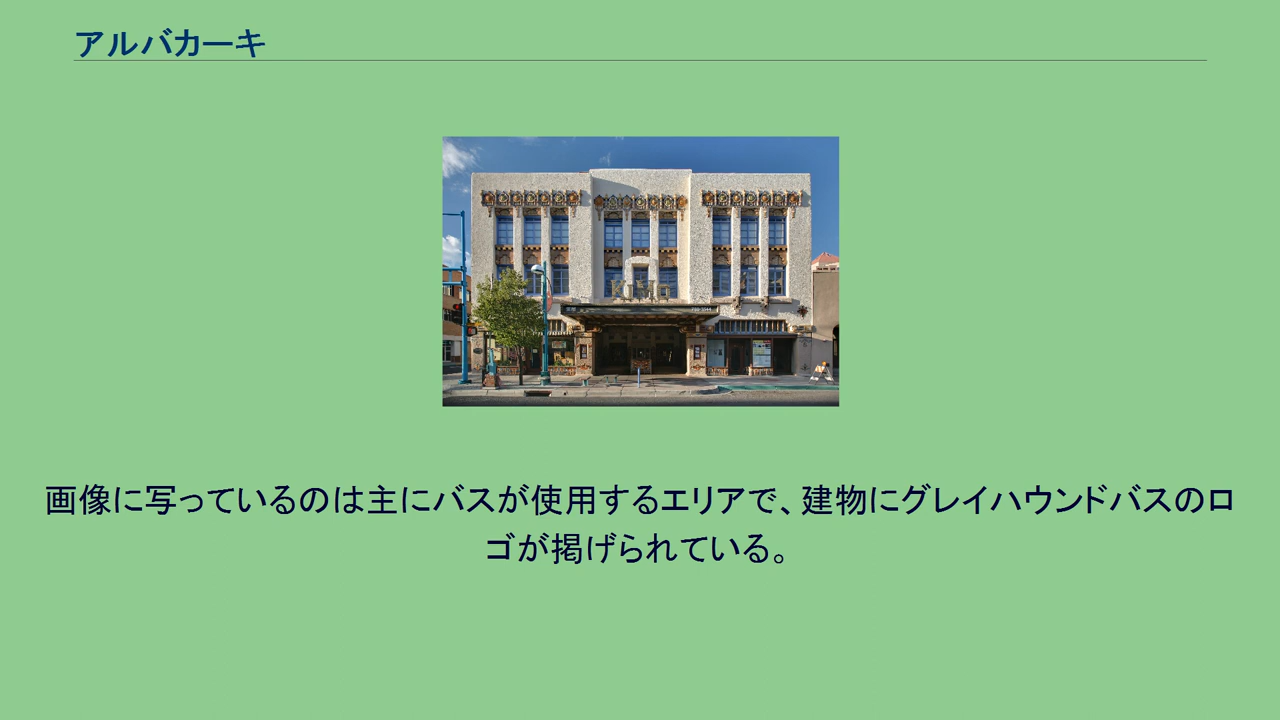 アルバカーキ
KiMo
画像に写っているのは主にバスが使用するエリアで、建物にグレイハウンドバスのロ
ゴが掲げられている。